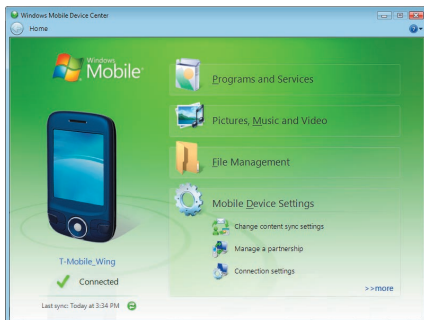 Windows Mobile Device Center
Home
Windows
Mobile
Programs and Services
Pictures, Music and Video
File Management
Mobile Device Settings
Change content sync settings
Manage a partnership
Connection settings
>>more
T-Mobile_Wing
Connected
Last sync: Today at 3:34 PM